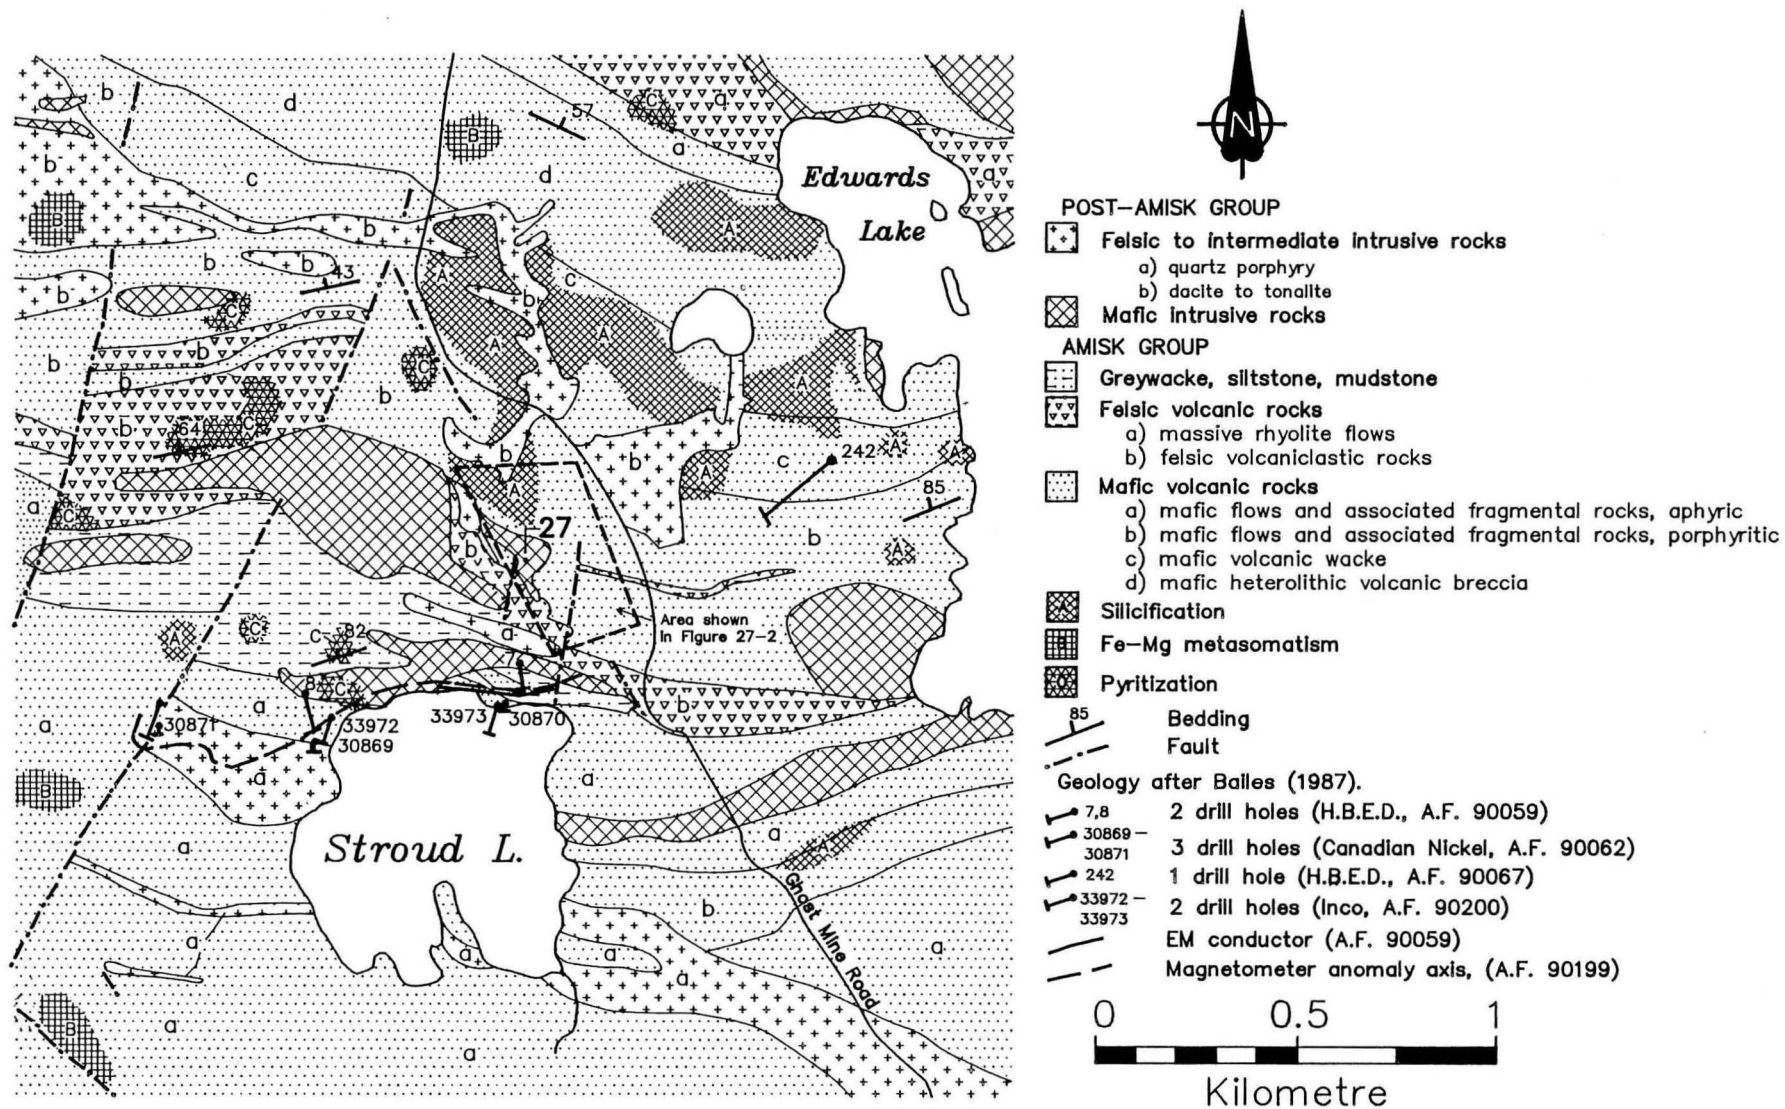 b
d
57
C
a
B
a
Edwards
Lake
b
c
d
a
B
b
A
A
b
b
43
c
b
C
b
A
A
b
b
C
b
A
b
64
C
b
b
A
c
242
A
A
a
C
A
85
27
b
b
A
A
C
C
82
a
Area shown
in Figure 27-2
7
8
C
a
b
a
30871
33972
30869
33973
30870
a
a
B
Stroud L.
a
a
A
Ghost Mine Road
b
a
a
a
a
a
B
a
a
N
POST-AMISK GROUP
Felsic to intermediate intrusive rocks
a) quartz porphyry
b) dacite to tonalite
Mafic intrusive rocks
AMISK GROUP
Greywacke, siltstone, mudstone
Felsic volcanic rocks
a) massive rhyolite flows
b) felsic volcaniclastic rocks
Mafic volcanic rocks
a) mafic flows and associated fragmental rocks, aphyric
b) mafic flows and associated fragmental rocks, porphyritic
c) mafic volcanic wacke
d) mafic heterolithic volcanic breccia
A Silicification
B Fe-Mg metasomatism
Pyritization
85 Bedding
Fault
Geology after Bailes (1987).
7,8 2 drill holes (H.B.E.D., A.F. 90059)
30869-
30871 3 drill holes (Canadian Nickel, A.F. 90062)
242 1 drill hole (H.B.E.D., A.F. 90067)
33972-
33973 2 drill holes (Inco, A.F. 90200)
EM conductor (A.F. 90059)
Magnetometer anomaly axis, (A.F. 90199)
0 0.5 1
Kilometre